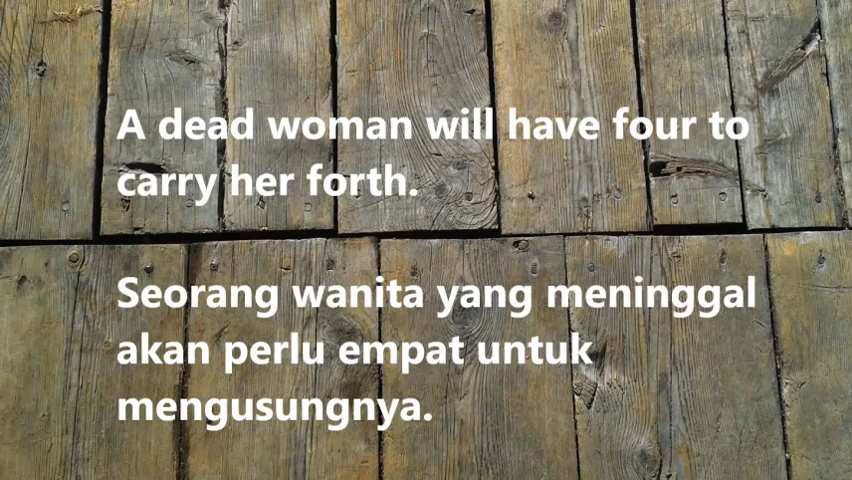 A dead woman will have four to
carry her forth.
Seorang wanita yang meninggal
akan perlu empat untuk
mengusungnya.